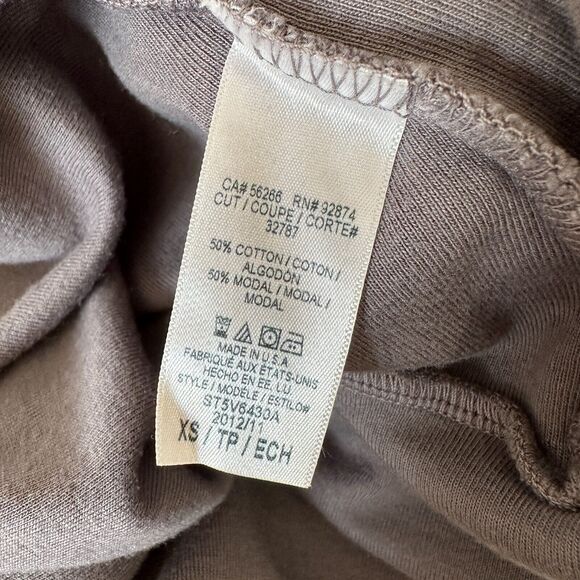 CA# 56266 RN# 92874
CUT / COUPE / CORTE#
32787
50% COTTON / COTON /
ALGODÓN
50% MODAL / MODAL /
MODAL
MADE IN U.S.A
FABRIQUÉ AUX ÉTATS-UNIS
HECHO EN EE. UU.
STYLE / MODÈLE / ESTILO#
ST5V6430A
2012/11
XS / TP / ECH